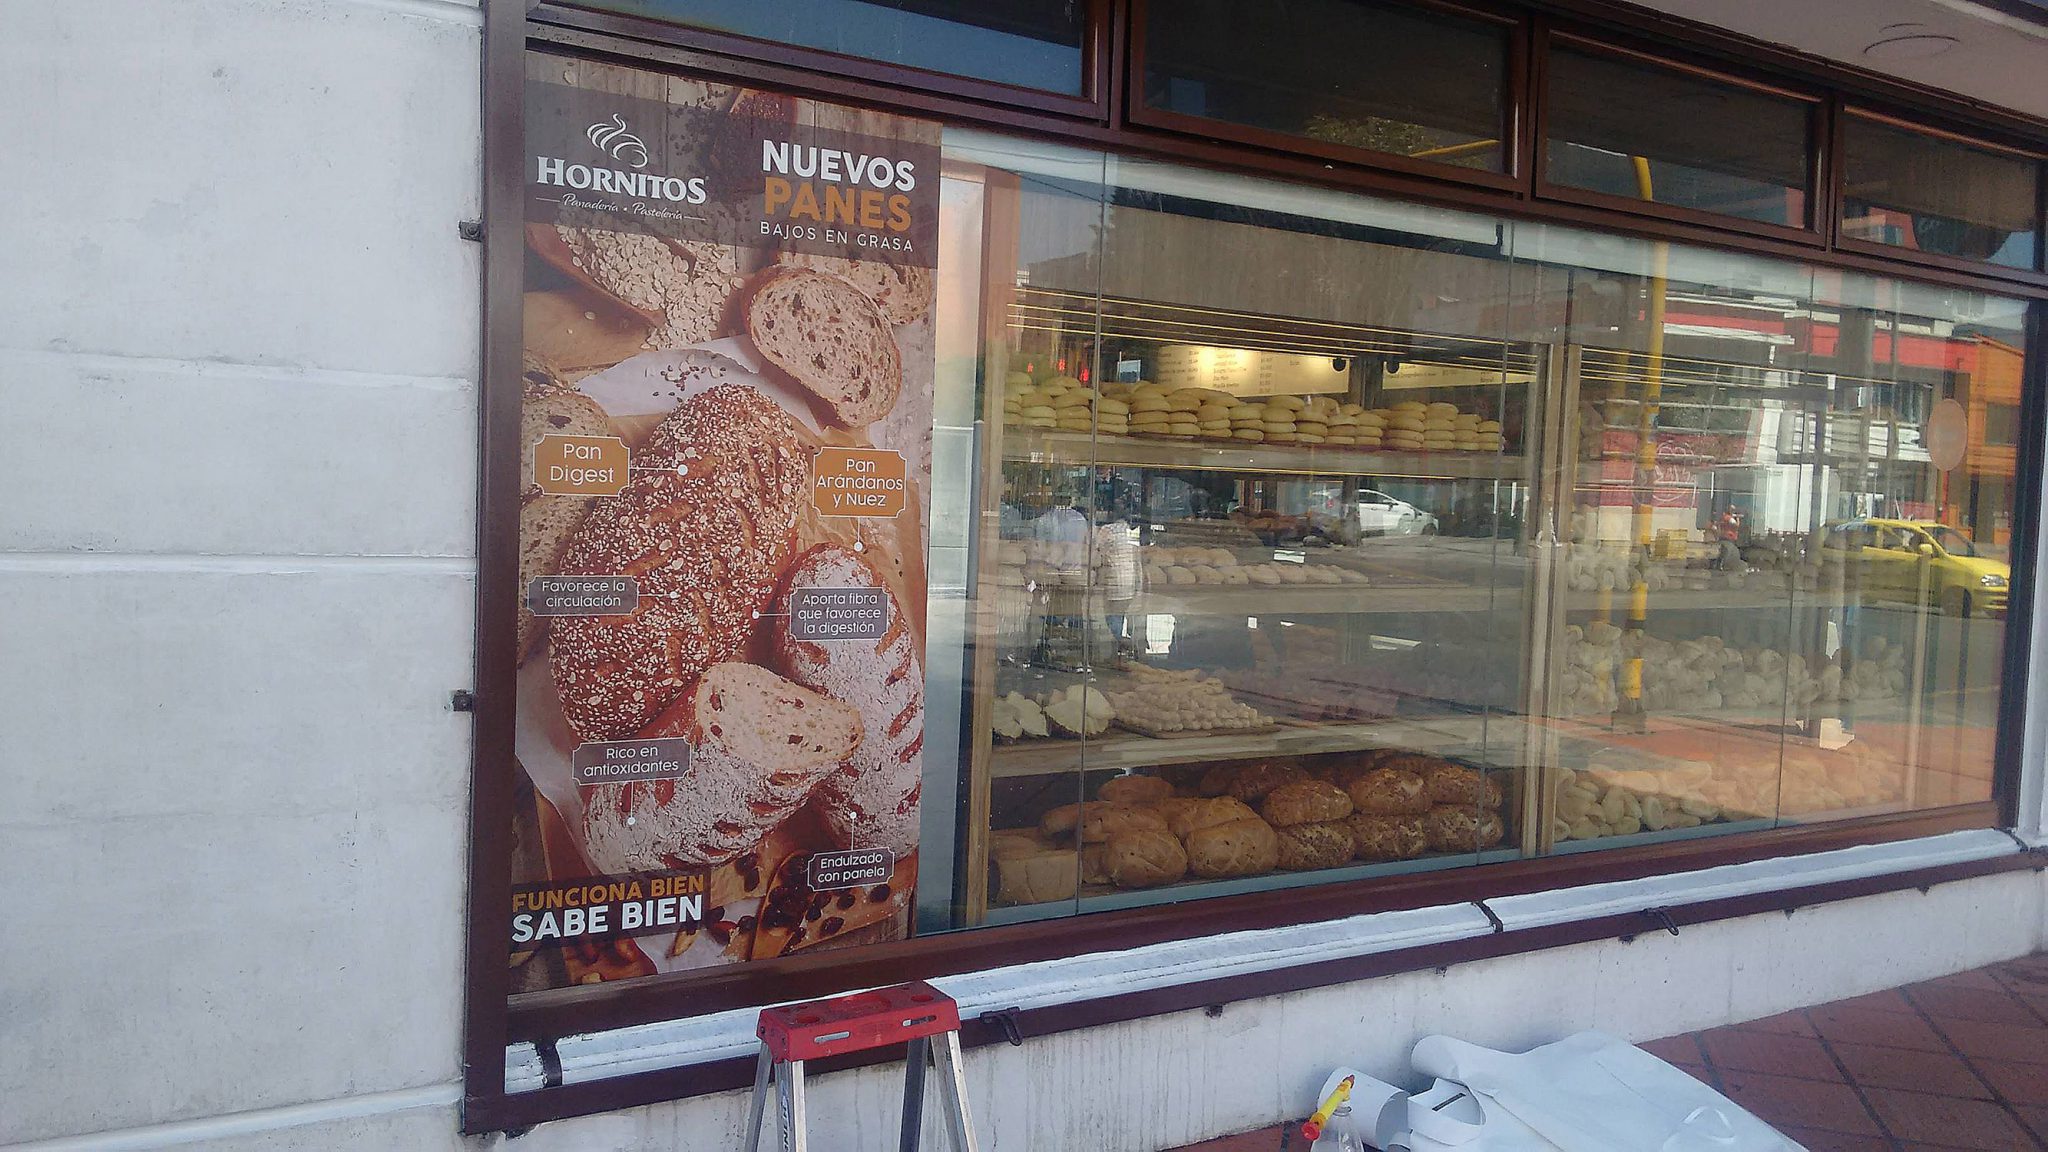 HORNITOS
Panadería • Pastelería
NUEVOS
PANES
BAJOS EN GRASA
Pan
Digest
Pan
Arándanos
y Nuez
Favorece la
circulación
Aporta fibra
que favorece
la digestión
Rico en
antioxidantes
Endulzado
con panela
FUNCIONA BIEN
SABE BIEN